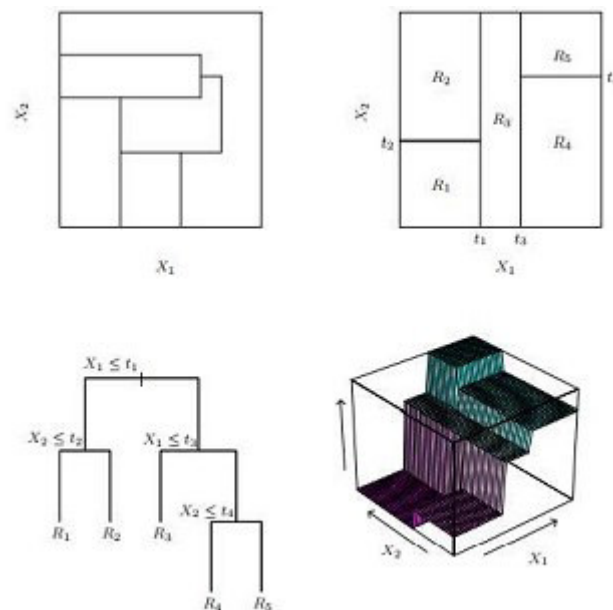 X₂
X₁
R₂
R₅
R₃
R₄
R₁
t₂
t
t₁
t₃
X₂
X₁
X₁ ≤ t₁
X₂ ≤ t₂
X₁ ≤ t₃
X₂ ≤ t₄
R₁
R₂
R₃
R₄
R₅
X₂
X₁